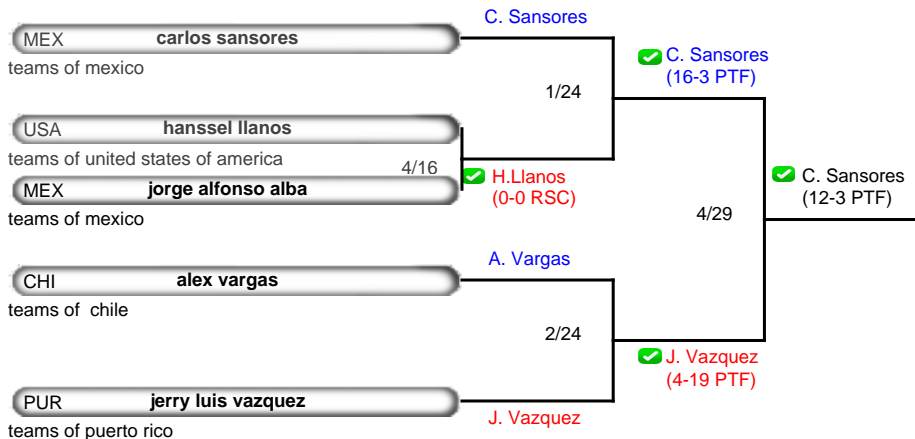 C. Sansores
MEX carlos sansores
teams of mexico
C. Sansores
(16-3 PTF)
1/24
USA hanssel llanos
teams of united states of america
4/16
H.Llanos
(0-0 RSC)
MEX jorge alfonso alba
teams of mexico
C. Sansores
(12-3 PTF)
4/29
A. Vargas
CHI alex vargas
teams of  chile
2/24
J. Vazquez
(4-19 PTF)
PUR jerry luis vazquez
J. Vazquez
teams of puerto rico